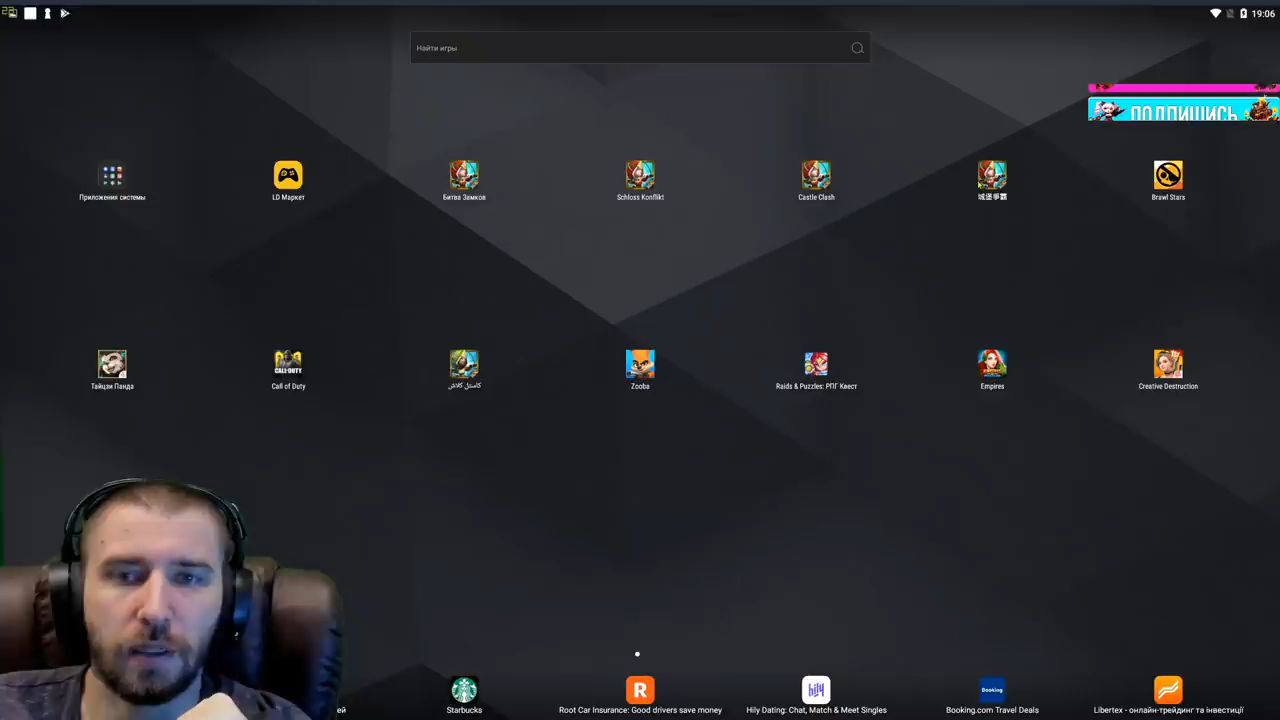 19:06
Найти игры
ПОДПИШИСЬ
Приложения системы
LD Маркет
Битва Замков
Schloss Konflikt
Castle Clash
城堡爭霸
Brawl Stars
Тайцзи Панда
CALL OF DUTY
Call of Duty
كاستل كلاش
Zooba
Raids & Puzzles: РПГ Квест
Empires
Creative Destruction
ей
Starbucks
R
Root Car Insurance: Good drivers save money
hily
Hily Dating: Chat, Match & Meet Singles
Booking
Booking.com Travel Deals
Libertex - онлайн-трейдинг та інвестиції